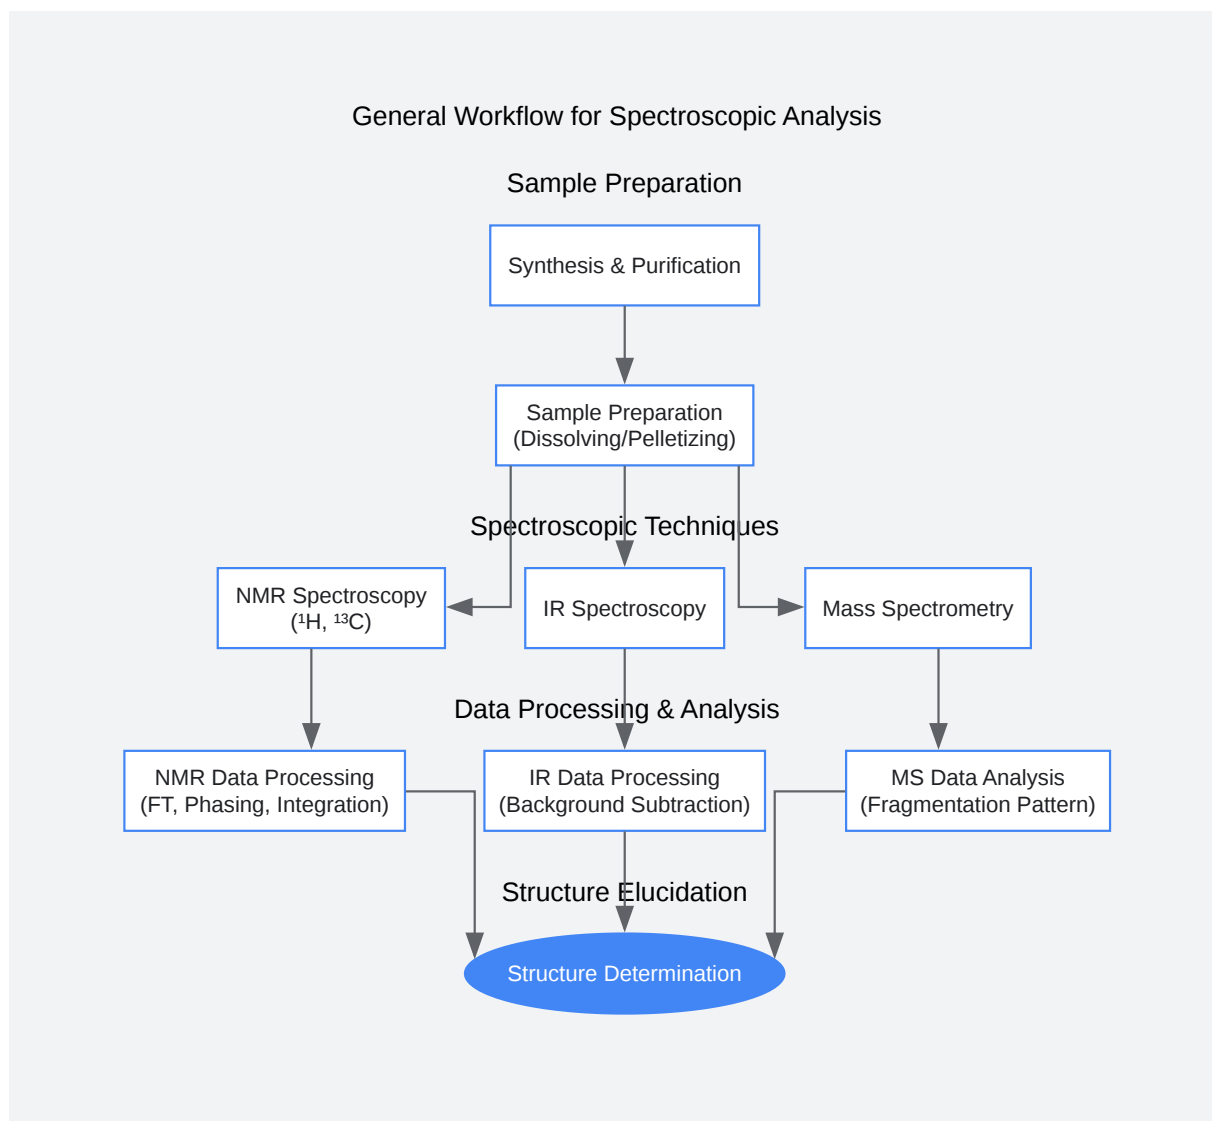 General Workflow for Spectroscopic Analysis
Sample Preparation
Synthesis & Purification
Sample Preparation
(Dissolving/Pelletizing)
Spectroscopic Techniques
NMR Spectroscopy
(¹H, ¹³C)
IR Spectroscopy
Mass Spectrometry
Data Processing & Analysis
NMR Data Processing
(FT, Phasing, Integration)
IR Data Processing
(Background Subtraction)
MS Data Analysis
(Fragmentation Pattern)
Structure Elucidation
Structure Determination